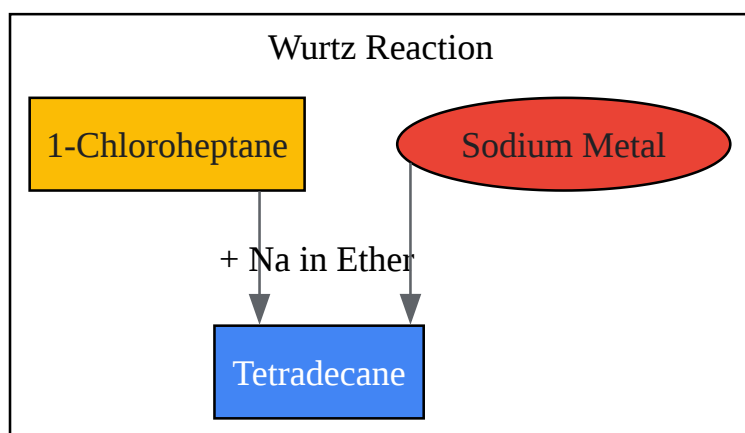 Wurtz Reaction
1-Chloroheptane
Sodium Metal
+ Na in Ether
Tetradecane